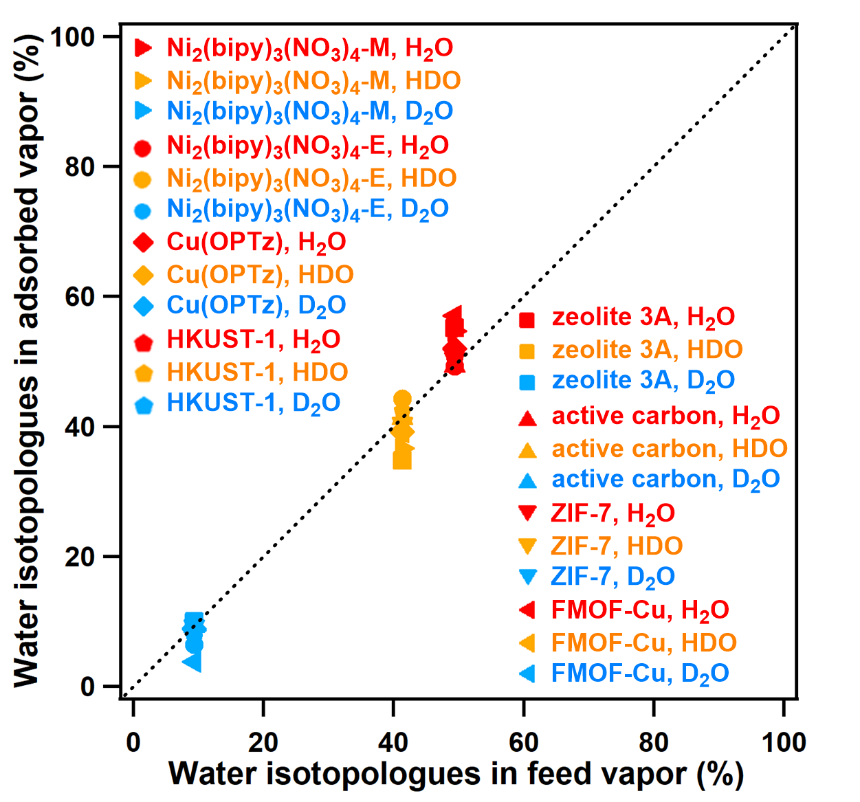 Water isotopologues in adsorbed vapor (%)
100
80
60
40
20
0
Ni₂(bipy)₃(NO₃)₄-M, H₂O
Ni₂(bipy)₃(NO₃)₄-M, HDO
Ni₂(bipy)₃(NO₃)₄-M, D₂O
Ni₂(bipy)₃(NO₃)₄-E, H₂O
Ni₂(bipy)₃(NO₃)₄-E, HDO
Ni₂(bipy)₃(NO₃)₄-E, D₂O
Cu(OPTz), H₂O
Cu(OPTz), HDO
Cu(OPTz), D₂O
HKUST-1, H₂O
HKUST-1, HDO
HKUST-1, D₂O
zeolite 3A, H₂O
zeolite 3A, HDO
zeolite 3A, D₂O
active carbon, H₂O
active carbon, HDO
active carbon, D₂O
ZIF-7, H₂O
ZIF-7, HDO
ZIF-7, D₂O
FMOF-Cu, H₂O
FMOF-Cu, HDO
FMOF-Cu, D₂O
0 20 40 60 80 100
Water isotopologues in feed vapor (%)